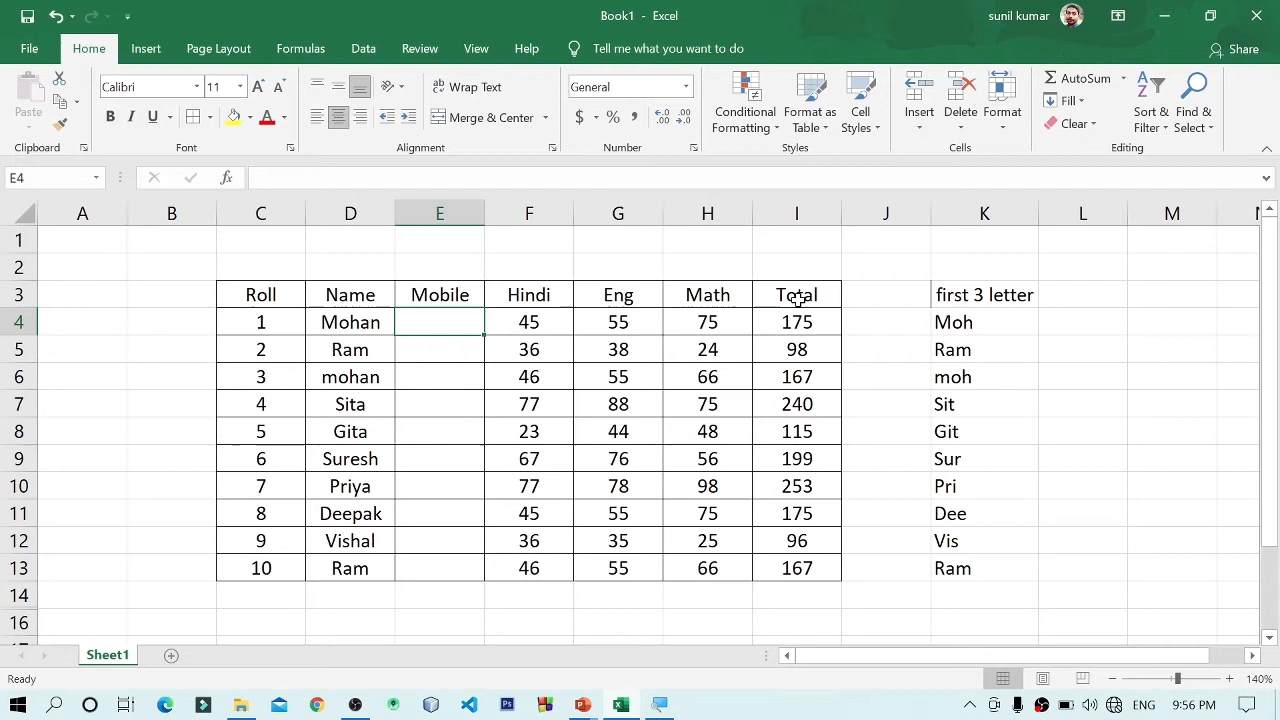 Book1 - Excel
sunil kumar
File Home Insert Page Layout Formulas Data Review View Help Tell me what you want to do Share
Paste
Calibri 11
Wrap Text
General
Conditional Formatting
Format as Table
Cell Styles
Insert
Delete
Format
AutoSum
Fill
Clear
Sort & Filter
Find & Select
B I U
Merge & Center
$ % ,
Clipboard Font Alignment Number Styles Cells Editing
E4 fx
A B C D E F G H I J K L M
1
2
3 Roll Name Mobile Hindi Eng Math Total first 3 letter
4 1 Mohan 45 55 75 175 Moh
5 2 Ram 36 38 24 98 Ram
6 3 mohan 46 55 66 167 moh
7 4 Sita 77 88 75 240 Sit
8 5 Gita 23 44 48 115 Git
9 6 Suresh 67 76 56 199 Sur
10 7 Priya 77 78 98 253 Pri
11 8 Deepak 45 55 75 175 Dee
12 9 Vishal 36 35 25 96 Vis
13 10 Ram 46 55 66 167 Ram
14
15
16
Sheet1
Ready 140%
ENG 9:56 PM